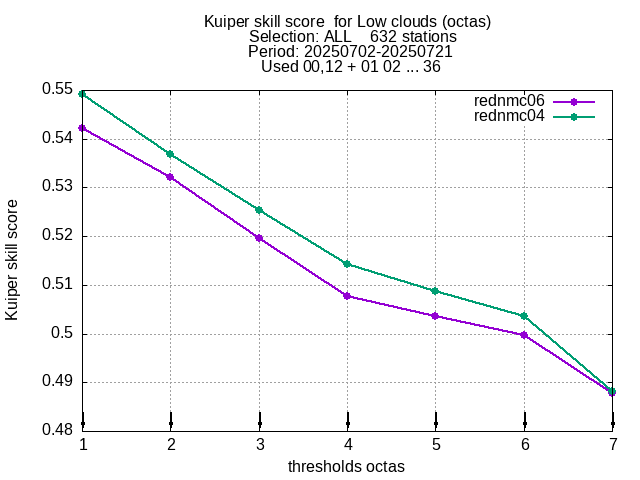 Kuiper skill score  for Low clouds (octas)
Selection: ALL    632 stations
Period: 20250702-20250721
Used 00,12 + 01 02 ... 36
rednmc06
rednmc04
0.55
0.54
0.53
0.52
0.51
0.5
0.49
0.48
Kuiper skill score
1 2 3 4 5 6 7
thresholds octas